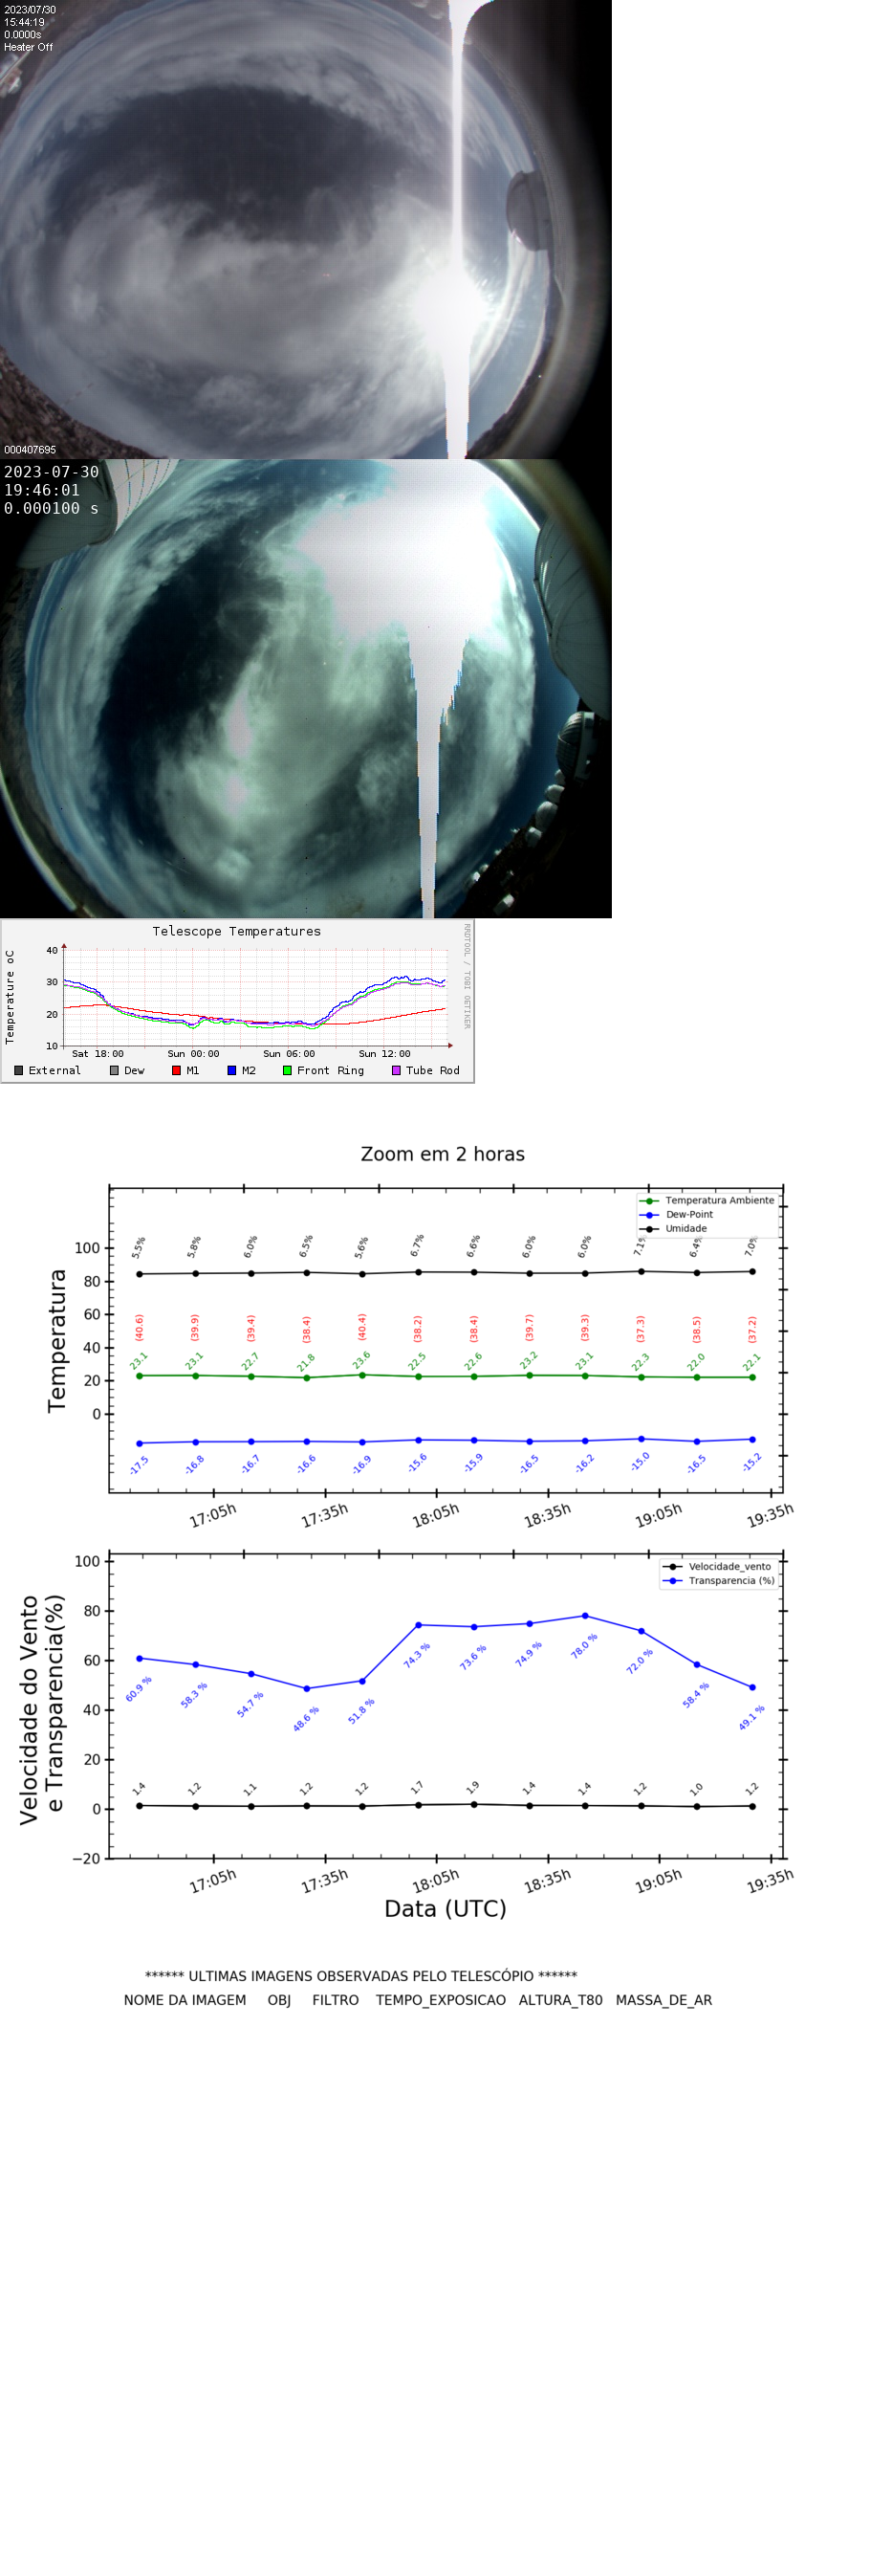 2023/07/30
15:44:19
0.0000s
Heater Off
000407695
2023-07-30
19:46:01
0.000100 s
Telescope Temperatures
RRDTOOL / TOBI OETIKER
Temperature oC
40
30
20
10
Sat 18:00 Sun 00:00 Sun 06:00 Sun 12:00
External Dew M1 M2 Front Ring Tube Rod
Zoom em 2 horas
Temperatura Ambiente
Dew-Point
Umidade
Temperatura
100
80
60
40
20
0
5.5% 5.8% 6.0% 6.5% 5.6% 6.7% 6.6% 6.0% 6.0% 7.1% 6.4% 7.0%
(40.6) (39.9) (39.4) (38.4) (40.4) (38.2) (38.4) (39.7) (39.3) (37.3) (38.5) (37.2)
23.1 23.1 22.7 21.8 23.6 22.5 22.6 23.2 23.1 22.3 22.0 22.1
-17.5 -16.8 -16.7 -16.6 -16.9 -15.6 -15.9 -16.5 -16.2 -15.0 -16.5 -15.2
17:05h 17:35h 18:05h 18:35h 19:05h 19:35h
Velocidade_vento
Transparencia (%)
Velocidade do Vento
e Transparencia(%)
100
80
60
40
20
0
−20
60.9 % 58.3 % 54.7 % 48.6 % 51.8 % 74.3 % 73.6 % 74.9 % 78.0 % 72.0 % 58.4 % 49.1 %
1.4 1.2 1.1 1.2 1.2 1.7 1.9 1.4 1.4 1.2 1.0 1.2
17:05h 17:35h 18:05h 18:35h 19:05h 19:35h
Data (UTC)
****** ULTIMAS IMAGENS OBSERVADAS PELO TELESCÓPIO ******
NOME DA IMAGEM OBJ FILTRO TEMPO_EXPOSICAO ALTURA_T80 MASSA_DE_AR